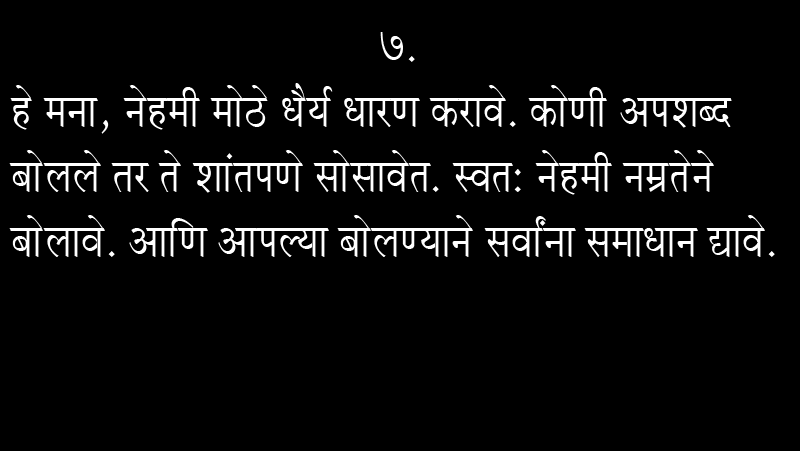 ७.
हे मना, नेहमी मोठे धैर्य धारण करावे. कोणी अपशब्द
बोलले तर ते शांतपणे सोसावेत. स्वतः नेहमी नम्रतेने
बोलावे. आणि आपल्या बोलण्याने सर्वांना समाधान द्यावे.